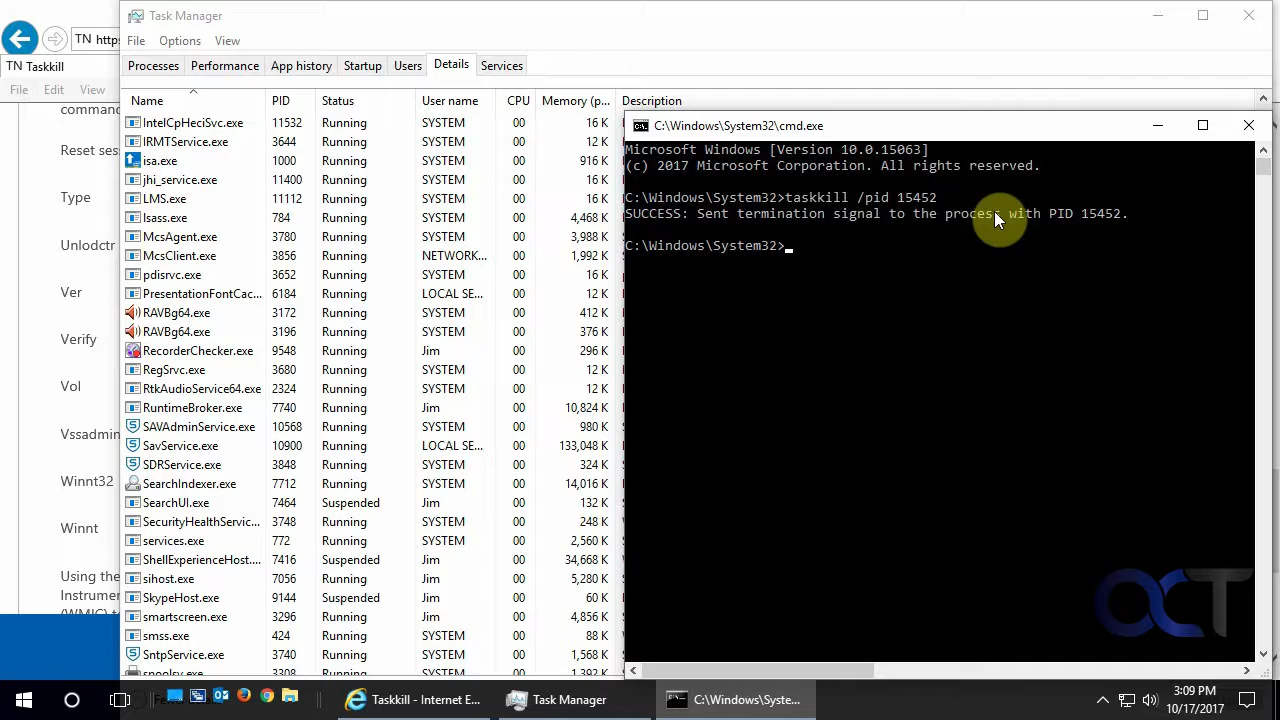 Task Manager
File Options View
Processes Performance App history Startup Users Details Services
Name PID Status User name CPU Memory (p... Description
IntelCpHeciSvc.exe 11532 Running SYSTEM 00 16 K
IRMTService.exe 3644 Running SYSTEM 00 12 K
isa.exe 1000 Running SYSTEM 00 916 K
jhi_service.exe 2124 Running SYSTEM 00 16 K
LMS.exe 11112 Running SYSTEM 00 12 K
lsass.exe 784 Running SYSTEM 00 4,468 K
McsAgent.exe 3780 Running SYSTEM 00 3,988 K
McsClient.exe 3856 Running NETWORK... 00 1,992 K
pdisrvc.exe 3652 Running SYSTEM 00 16 K
PresentationFontCac... 6184 Running LOCAL SE... 00 12 K
RAVBg64.exe 3172 Running SYSTEM 00 412 K
RAVBg64.exe 3196 Running SYSTEM 00 376 K
RecorderChecker.exe 9548 Running Jim 00 296 K
RegSrvc.exe 3680 Running SYSTEM 00 12 K
RtkAudioService64.exe 2324 Running SYSTEM 00 12 K
RuntimeBroker.exe 7740 Running Jim 00 10,824 K
SAVAdminService.exe 10568 Running SYSTEM 00 980 K
SavService.exe 10900 Running LOCAL SE... 00 133,048 K
SDRService.exe 3848 Running SYSTEM 00 324 K
SearchIndexer.exe 7712 Running SYSTEM 00 14,016 K
SearchUI.exe 7464 Suspended Jim 00 132 K
SecurityHealthServic... 3748 Running SYSTEM 00 248 K
services.exe 772 Running SYSTEM 00 2,560 K
ShellExperienceHost.... 7416 Suspended Jim 00 34,668 K
sihost.exe 7056 Running Jim 00 5,280 K
SkypeHost.exe 9144 Suspended Jim 00 60 K
smartscreen.exe 3296 Running Jim 00 4,856 K
smss.exe 424 Running SYSTEM 00 88 K
SntpService.exe 3740 Running SYSTEM 00 1,568 K
C:\Windows\System32\cmd.exe
Microsoft Windows [Version 10.0.15063]
(c) 2017 Microsoft Corporation. All rights reserved.
C:\Windows\System32>taskkill /pid 15452
SUCCESS: Sent termination signal to the process with PID 15452.
C:\Windows\System32>
TN https
TN Taskkill
File Edit View
command
Reset ses
Type
Unlodctr
Ver
Verify
Vol
Vssadmin
Winnt32
Winnt
Using the
Instrumen
OCT
Taskkill - Internet E... Task Manager C:\Windows\Syste...
3:09 PM
10/17/2017